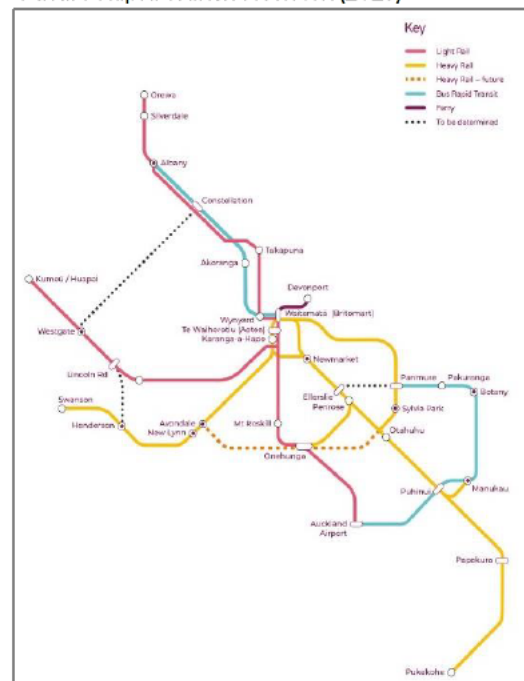 Key
Light Rail
Heavy Rail
Heavy Rail – future
Bus Rapid Transit
Ferry
To be determined
Orewa
Silverdale
Albany
Constellation
Takapuna
Akoranga
Kumeū / Huapai
Devonport
Wynyard
Waitematā (Britomart)
Te Waihorotiu (Aotea)
Karanga-a-Hape
Westgate
Newmarket
Lincoln Rd
Ellerslie
Panmure
Pakuranga
Botany
Swanson
Penrose
Sylvia Park
Henderson
Avondale
New Lynn
Mt Roskill
Otahuhu
Onehunga
Puhinui
Manukau
Auckland
Airport
Papakura
Pukekohe